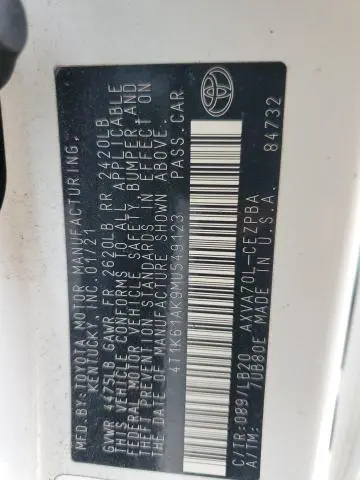 MFD. BY: TOYOTA MOTOR MANUFACTURING,
KENTUCKY, INC. 01/21
GVWR 4475LB GAWR FR 2620LB RR 2420LB
THIS VEHICLE CONFORMS TO ALL APPLICABLE
FEDERAL MOTOR VEHICLE SAFETY, BUMPER, AND
THEFT PREVENTION STANDARDS IN EFFECT ON
THE DATE OF MANUFACTURE SHOWN ABOVE.
4T1K61AK9MU549123 PASS. CAR
C/TR: 089/LB20 AXVA70L-CEZPBA
A/TM: 7UB80E MADE IN U.S.A.
84732